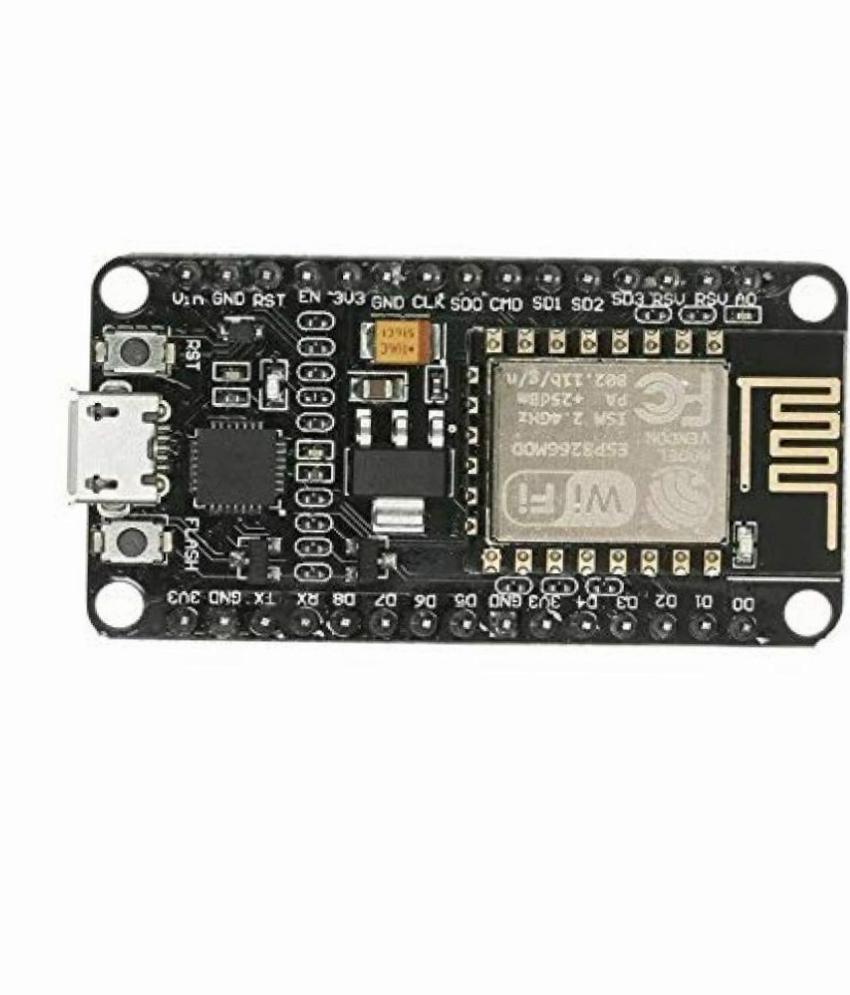 Vin GND RST EN 3V3 GND CLK SD0 CMD SD1 SD2 SD3 RSV RSV A0
RST
FLASH
MODEL ESP8266MOD
VENDOR
ISM 2.4GHz
PA +25dBm
802.11b/g/n
FC
WiFi
3V3 GND TX RX D8 D7 D6 D5 GND 3V3 D4 D3 D2 D1 D0